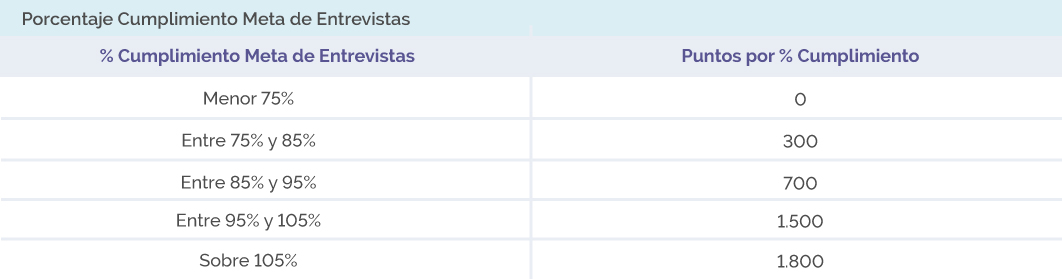 Porcentaje Cumplimiento Meta de Entrevistas
% Cumplimiento Meta de Entrevistas Puntos por % Cumplimiento
Menor 75% 0
Entre 75% y 85% 300
Entre 85% y 95% 700
Entre 95% y 105% 1.500
Sobre 105% 1.800